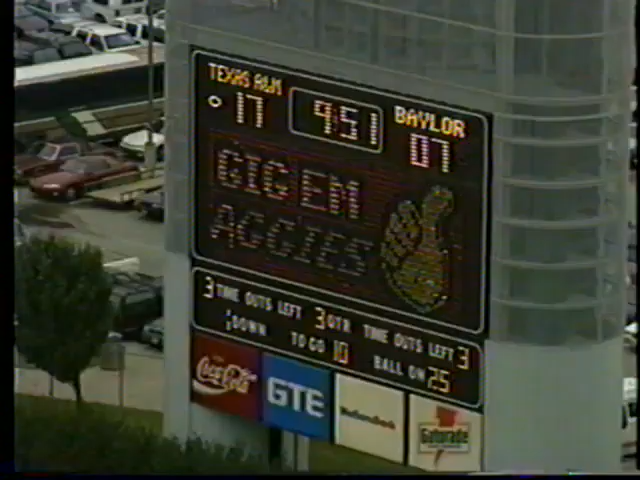 TEXAS A&M
17
9:51
BAYLOR
07
GIG EM
AGGIES
3 TIME OUTS LEFT 3 QTR TIME OUTS LEFT 3
1 DOWN TO GO 10 BALL ON 25
Coca-Cola
GTE
Gatorade